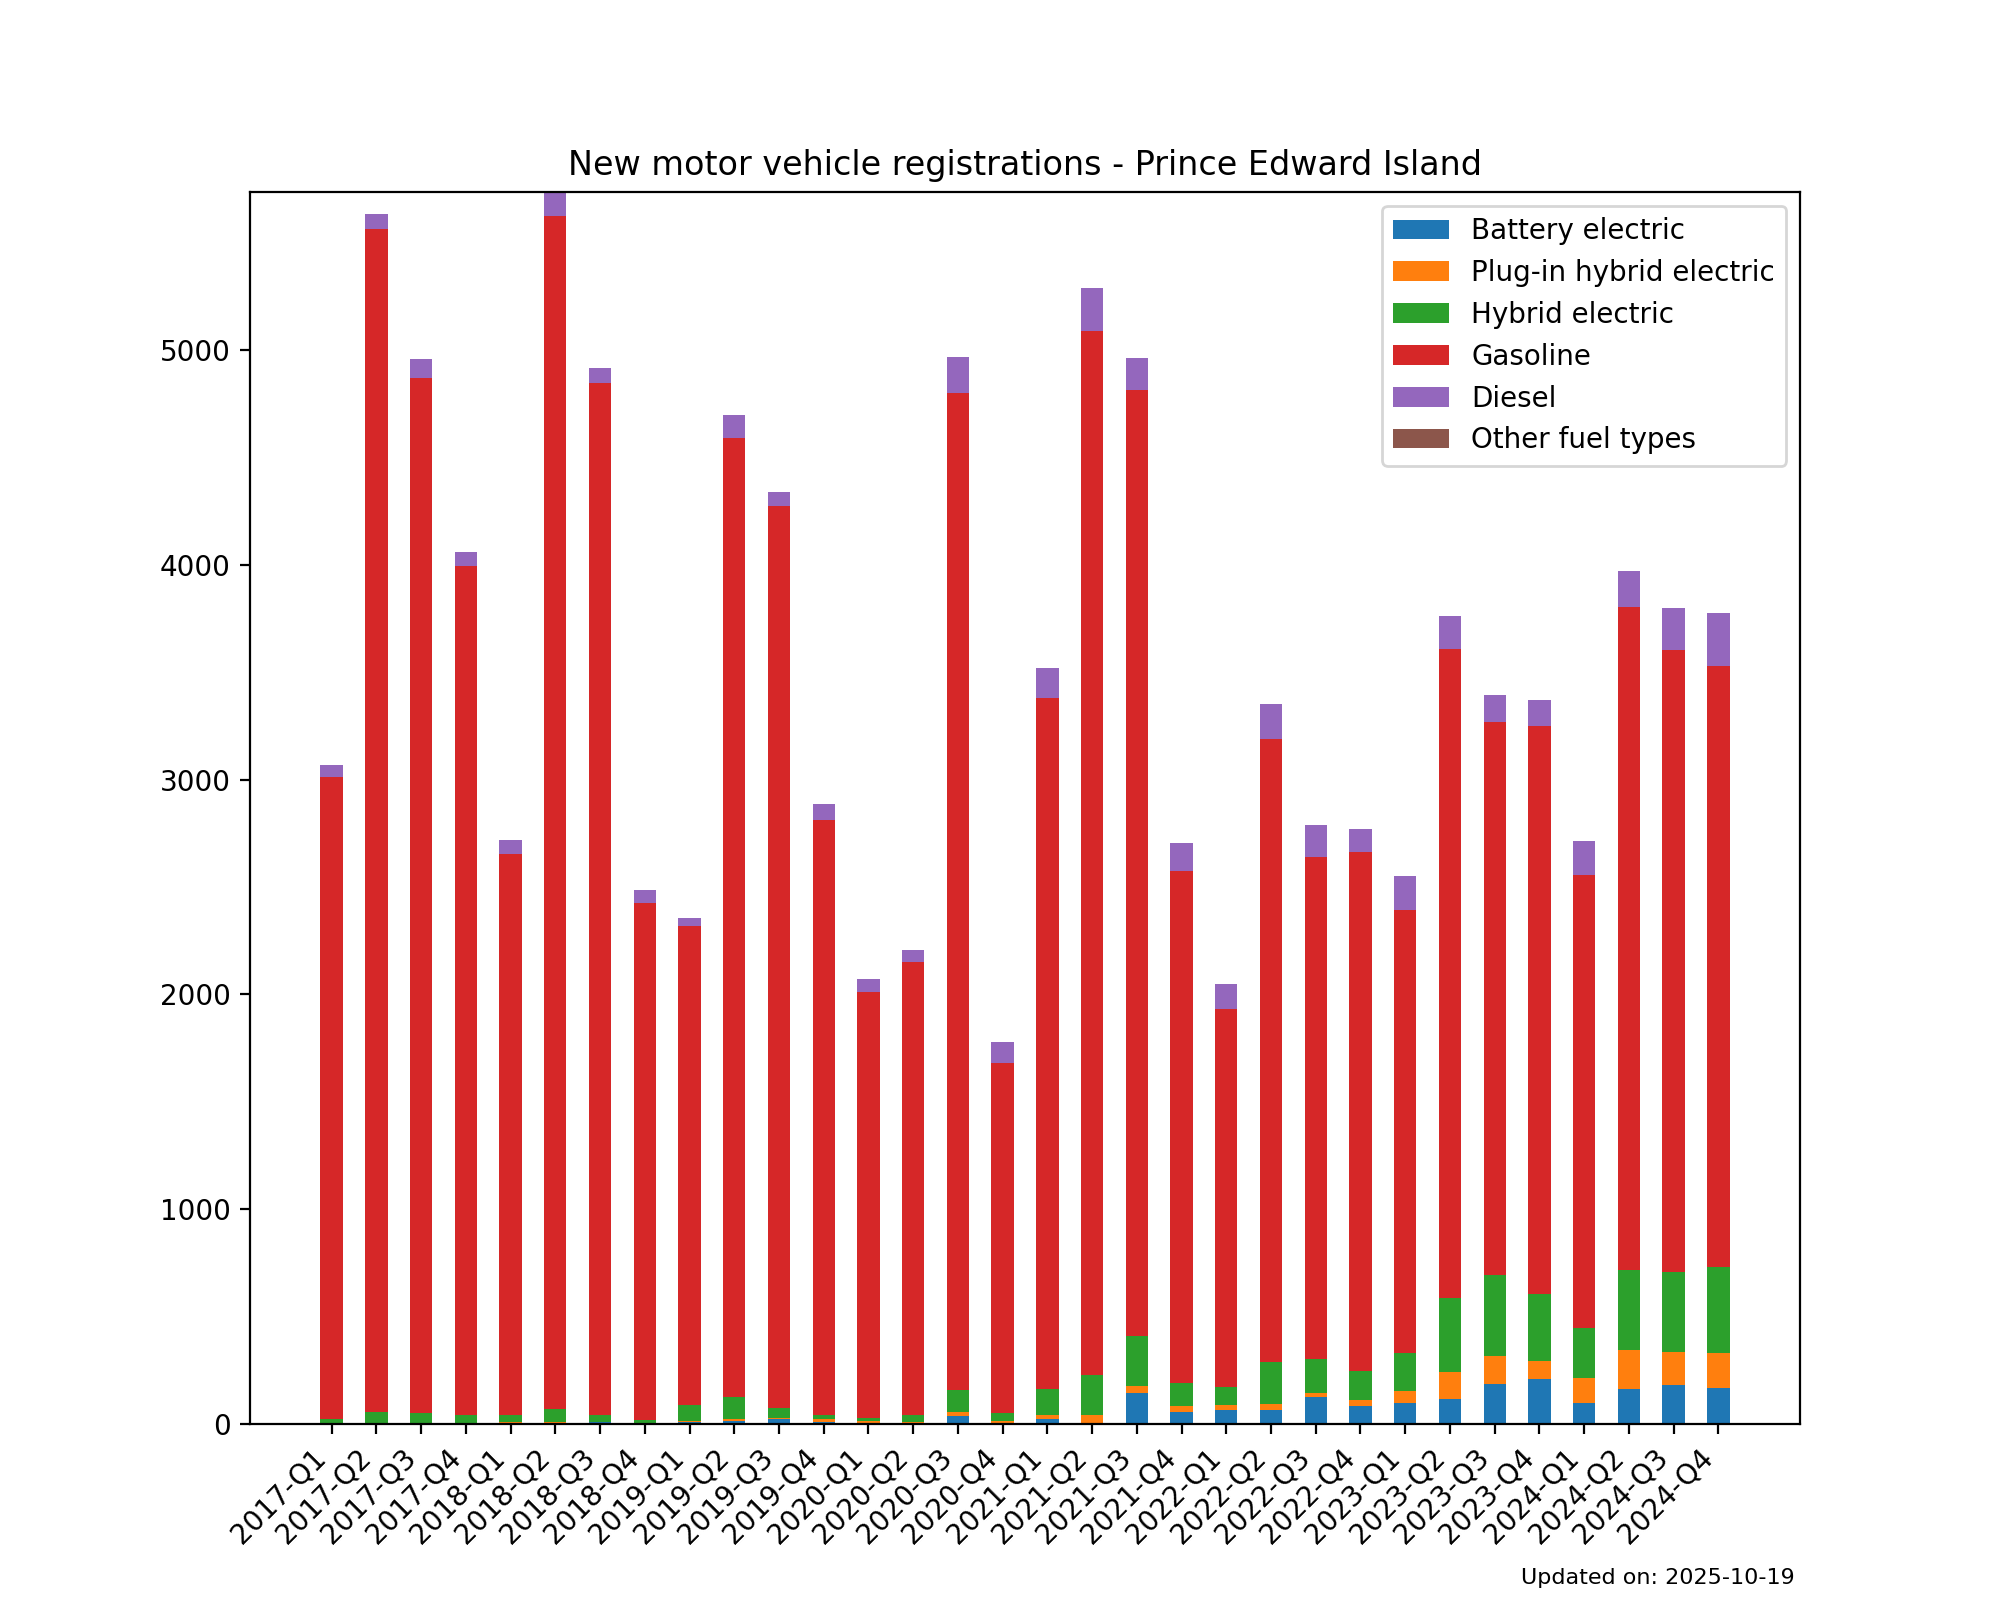 New motor vehicle registrations - Prince Edward Island
Battery electric
Plug-in hybrid electric
Hybrid electric
Gasoline
Diesel
Other fuel types
5000
4000
3000
2000
1000
0
2017-Q1
2017-Q2
2017-Q3
2017-Q4
2018-Q1
2018-Q2
2018-Q3
2018-Q4
2019-Q1
2019-Q2
2019-Q3
2019-Q4
2020-Q1
2020-Q2
2020-Q3
2020-Q4
2021-Q1
2021-Q2
2021-Q3
2021-Q4
2022-Q1
2022-Q2
2022-Q3
2022-Q4
2023-Q1
2023-Q2
2023-Q3
2023-Q4
2024-Q1
2024-Q2
2024-Q3
2024-Q4
Updated on: 2025-10-19